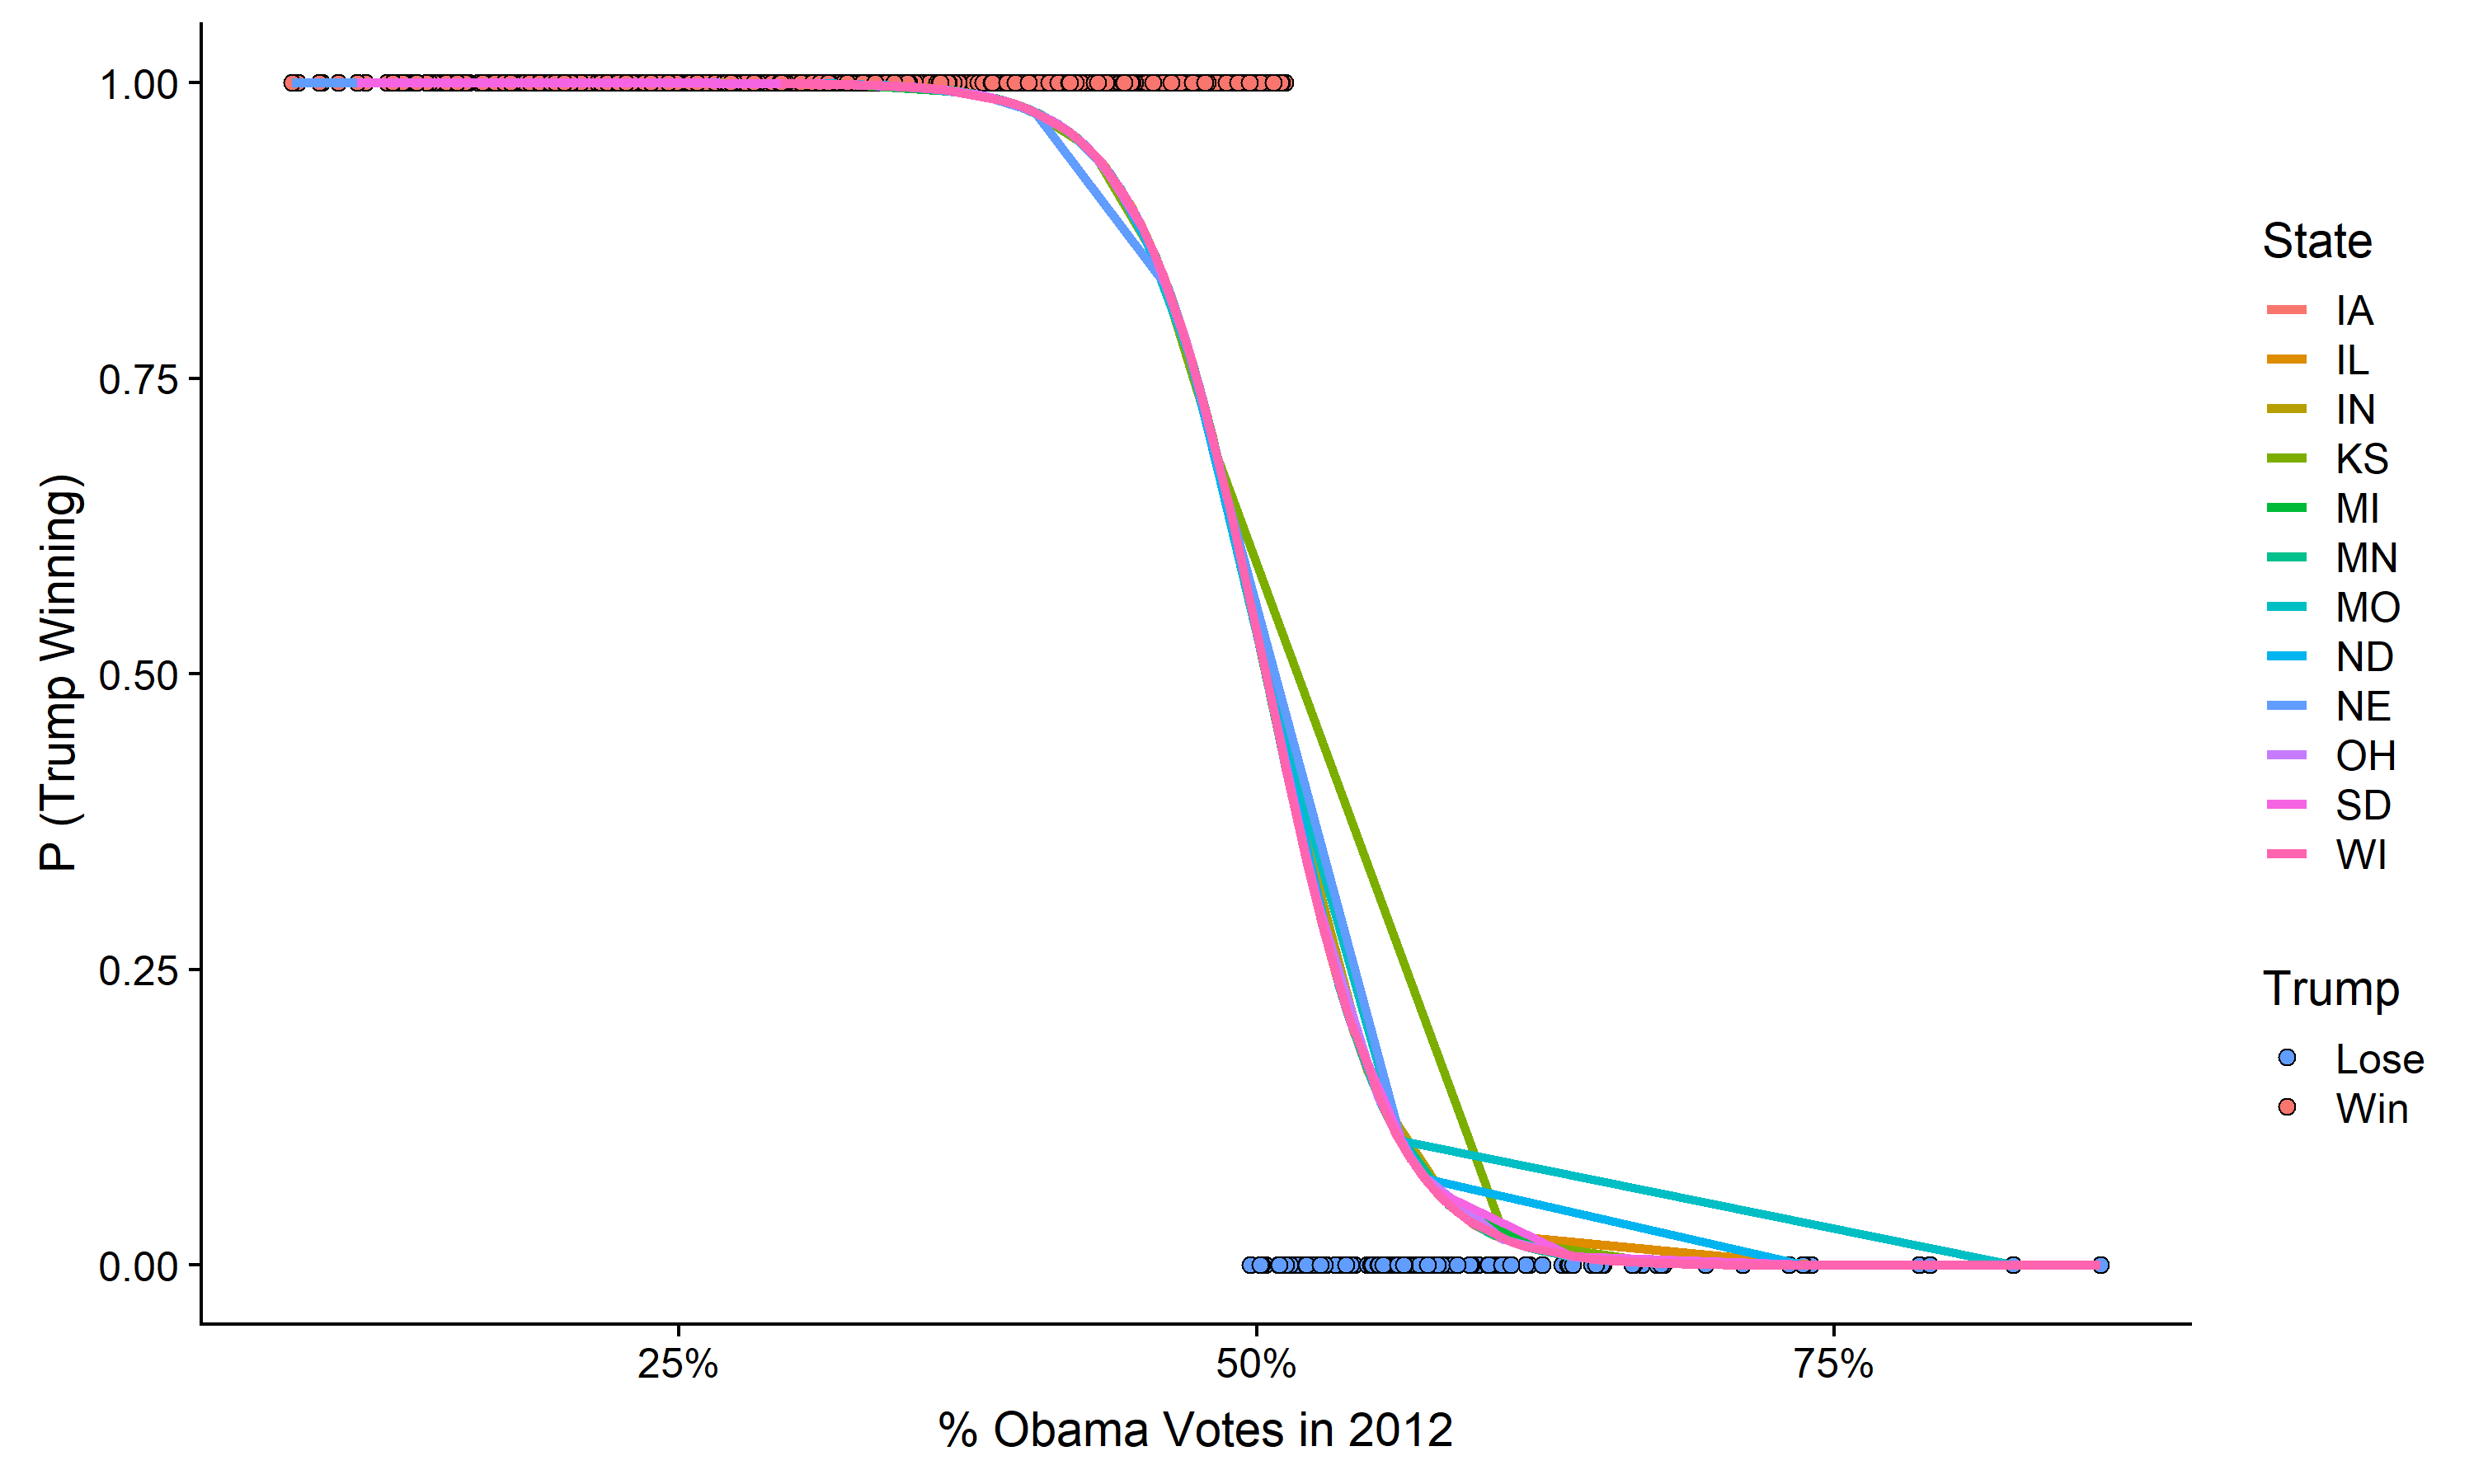 P (Trump Winning)
1.00
0.75
0.50
0.25
0.00
25% 50% 75%
% Obama Votes in 2012
State
IA
IL
IN
KS
MI
MN
MO
ND
NE
OH
SD
WI
Trump
Lose
Win